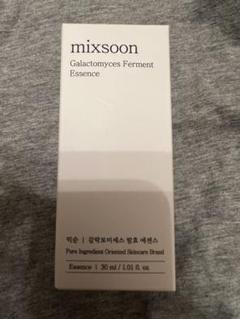 mixsoon
Galactomyces Ferment
Essence
믹순 | 갈락토미세스 발효 에센스
Pure Ingredient Oriented Skincare Brand
Essence | 30 ml / 1.01 fl. oz.